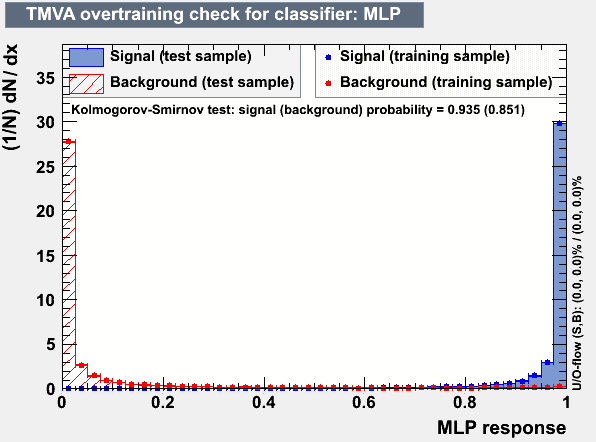 TMVA overtraining check for classifier: MLP
Signal (test sample)
Background (test sample)
Signal (training sample)
Background (training sample)
Kolmogorov-Smirnov test: signal (background) probability = 0.935 (0.851)
(1/N) dN / dx
35
30
25
20
15
10
5
0
0 0.2 0.4 0.6 0.8 1
MLP response
U/O-flow (S,B): (0.0, 0.0)% / (0.0, 0.0)%